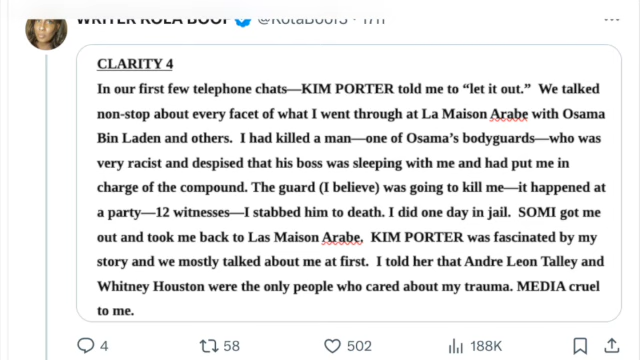 WRITER KOLA BOOF @KolaBoof3 · 17h
CLARITY 4
In our first few telephone chats—KIM PORTER told me to “let it out.” We talked
non-stop about every facet of what I went through at La Maison Arabe with Osama
Bin Laden and others. I had killed a man—one of Osama’s bodyguards—who was
very racist and despised that his boss was sleeping with me and had put me in
charge of the compound. The guard (I believe) was going to kill me—it happened at
a party—12 witnesses—I stabbed him to death. I did one day in jail. SOMI got me
out and took me back to Las Maison Arabe, KIM PORTER was fascinated by my
story and we mostly talked about me at first. I told her that Andre Leon Talley and
Whitney Houston were the only people who cared about my trauma. MEDIA cruel
to me.
4 58 502 188K